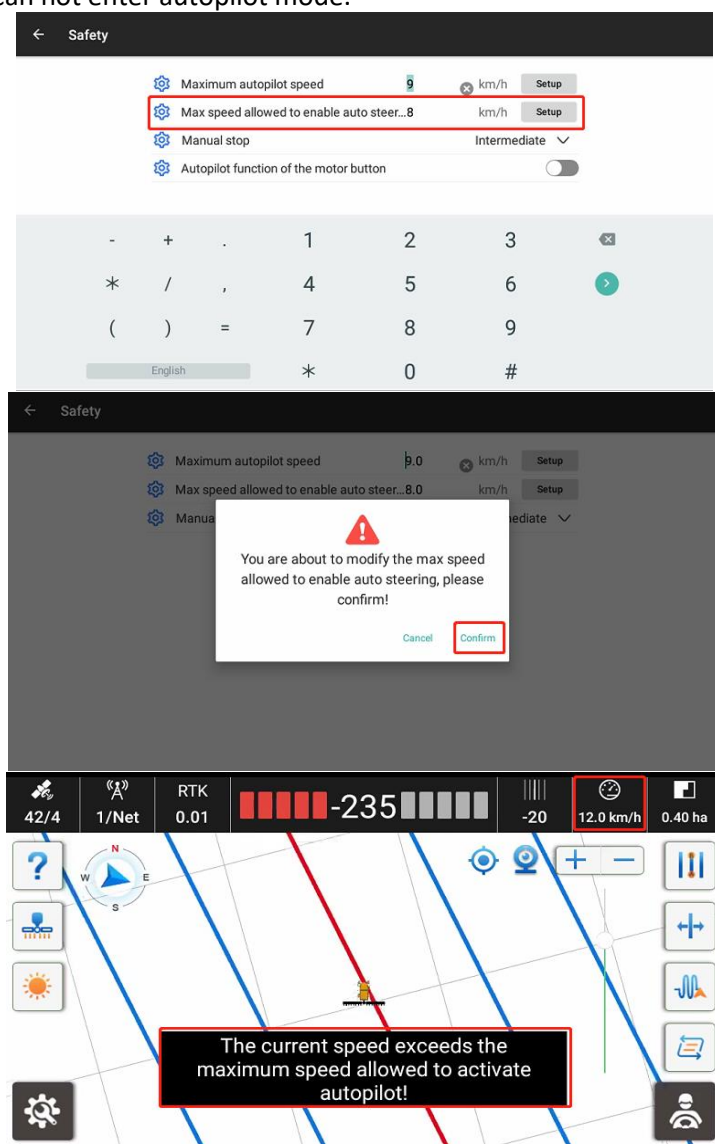 can not enter autopilot mode.
← Safety
Maximum autopilot speed 9 km/h Setup
Max speed allowed to enable auto steer...8 km/h Setup
Manual stop Intermediate
Autopilot function of the motor button
- + . 1 2 3
* / , 4 5 6
( ) = 7 8 9
English * 0 #
← Safety
Maximum autopilot speed 9.0 km/h Setup
Max speed allowed to enable auto steer...8.0 km/h Setup
Manua ediate
You are about to modify the max speed
allowed to enable auto steering, please
confirm!
Cancel Confirm
42/4 1/Net RTK 0.01 -235 -20 12.0 km/h 0.40 ha
?
N
W E
S
+ −
The current speed exceeds the
maximum speed allowed to activate
autopilot!